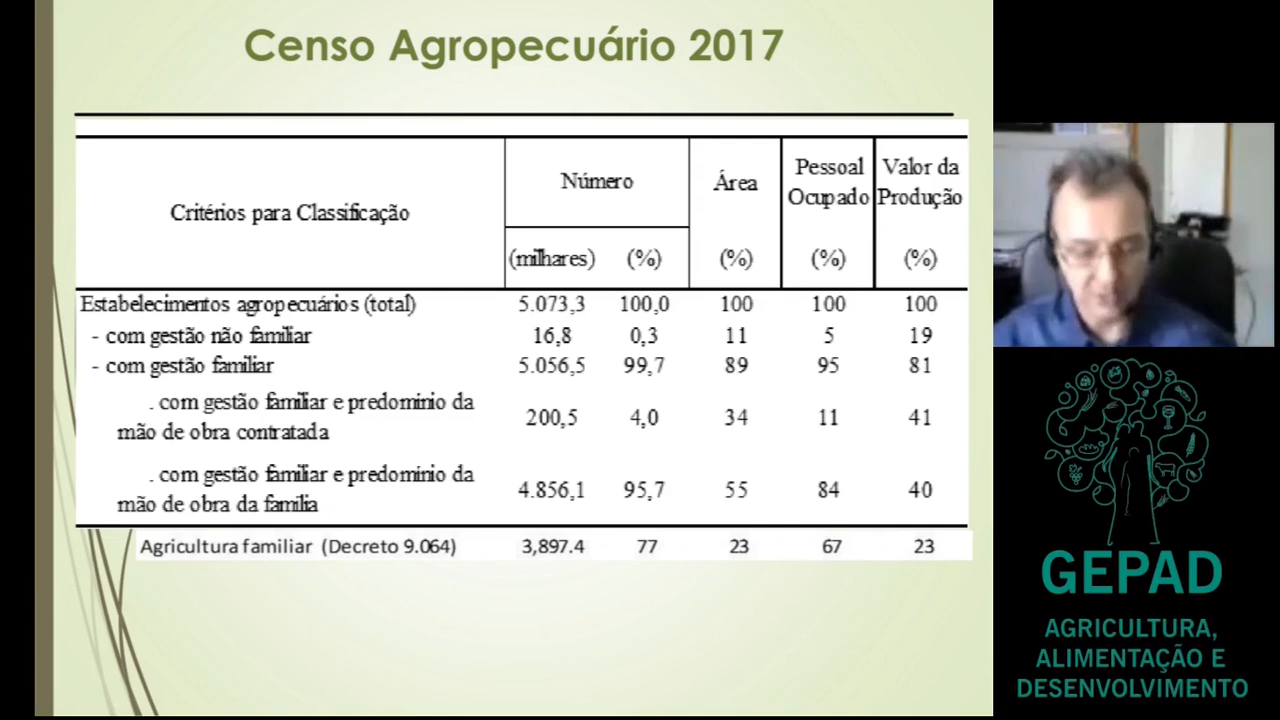 Censo Agropecuário 2017
Critérios para Classificação
Número
Área
Pessoal Ocupado
Valor da Produção
(milhares) (%) (%) (%) (%)
Estabelecimentos agropecuários (total) 5.073,3 100,0 100 100 100
- com gestão não familiar 16,8 0,3 11 5 19
- com gestão familiar 5.056,5 99,7 89 95 81
. com gestão familiar e predomínio da
mão de obra contratada 200,5 4,0 34 11 41
. com gestão familiar e predomínio da
mão de obra da família 4.856,1 95,7 55 84 40
Agricultura familiar (Decreto 9.064) 3,897.4 77 23 67 23
GEPAD
AGRICULTURA,
ALIMENTAÇÃO E
DESENVOLVIMENTO